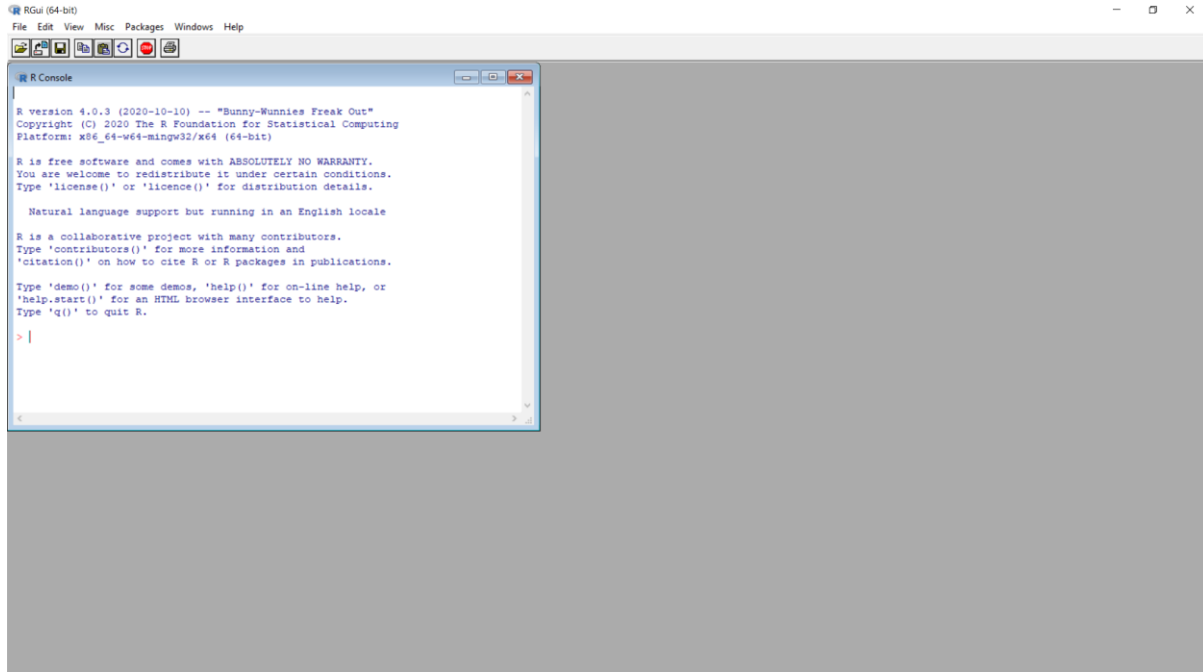 RGui (64-bit)
File Edit View Misc Packages Windows Help
STOP
R Console
R version 4.0.3 (2020-10-10) -- "Bunny-Wunnies Freak Out"
Copyright (C) 2020 The R Foundation for Statistical Computing
Platform: x86_64-w64-mingw32/x64 (64-bit)
R is free software and comes with ABSOLUTELY NO WARRANTY.
You are welcome to redistribute it under certain conditions.
Type 'license()' or 'licence()' for distribution details.
Natural language support but running in an English locale
R is a collaborative project with many contributors.
Type 'contributors()' for more information and
'citation()' on how to cite R or R packages in publications.
Type 'demo()' for some demos, 'help()' for on-line help, or
'help.start()' for an HTML browser interface to help.
Type 'q()' to quit R.
>